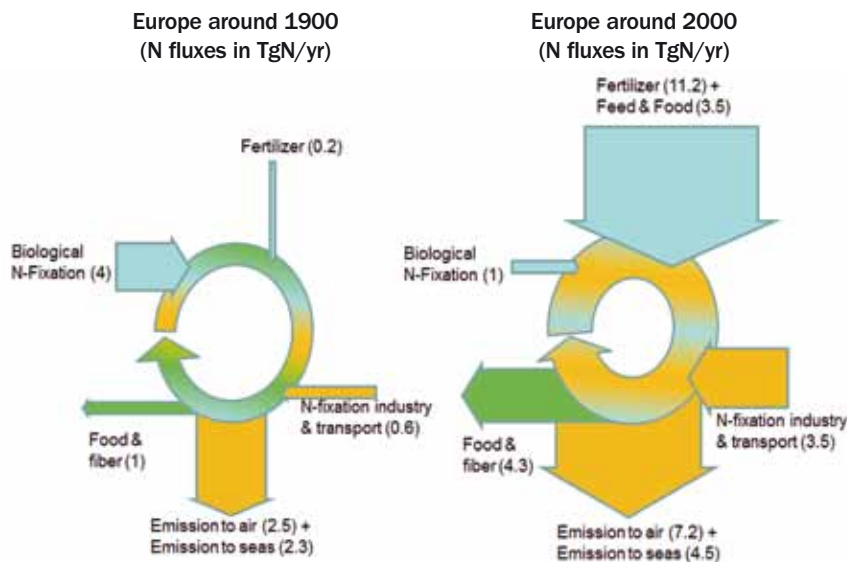 Europe around 1900
(N fluxes in TgN/yr)
Fertilizer (0.2)
Biological
N-Fixation (4)
N-fixation industry
& transport (0.6)
Food &
fiber (1)
Emission to air (2.5) +
Emission to seas (2.3)
Europe around 2000
(N fluxes in TgN/yr)
Fertilizer (11.2) +
Feed & Food (3.5)
Biological
N-Fixation (1)
N-fixation industry
& transport (3.5)
Food &
fiber (4.3)
Emission to air (7.2) +
Emission to seas (4.5)